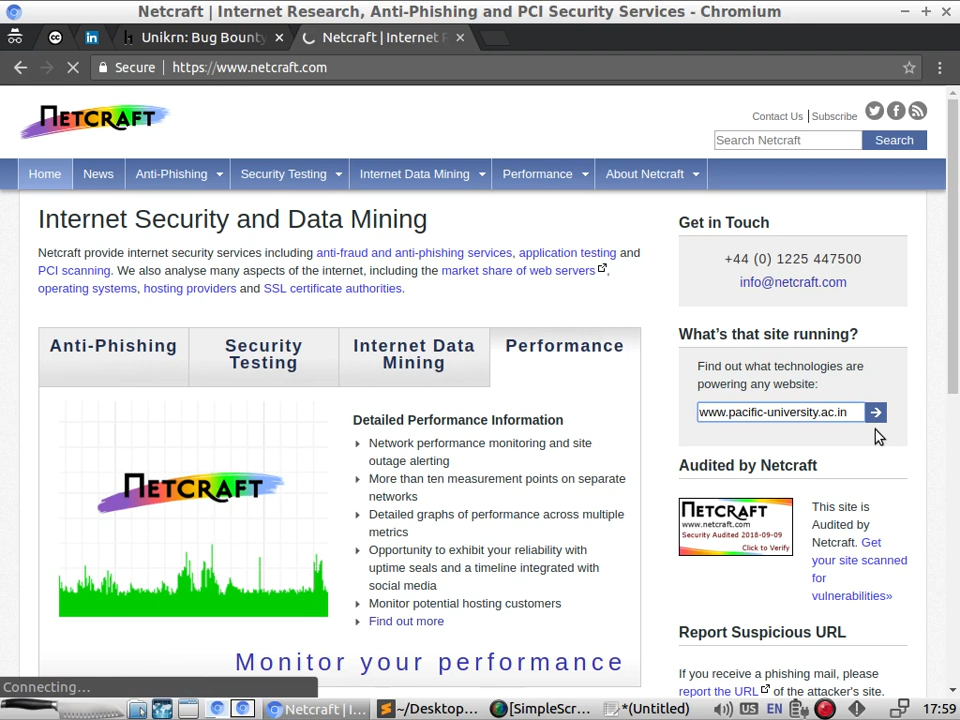 Netcraft | Internet Research, Anti-Phishing and PCI Security Services - Chromium
Unikrn: Bug Bounty
Netcraft | Internet R
Secure | https://www.netcraft.com
NETCRAFT
Contact Us | Subscribe
Search Netcraft
Search
Home
News
Anti-Phishing
Security Testing
Internet Data Mining
Performance
About Netcraft
Internet Security and Data Mining
Netcraft provide internet security services including anti-fraud and anti-phishing services, application testing and
PCI scanning. We also analyse many aspects of the internet, including the market share of web servers,
operating systems, hosting providers and SSL certificate authorities.
Anti-Phishing
Security
Testing
Internet Data
Mining
Performance
NETCRAFT
Detailed Performance Information
Network performance monitoring and site
outage alerting
More than ten measurement points on separate
networks
Detailed graphs of performance across multiple
metrics
Opportunity to exhibit your reliability with
uptime seals and a timeline integrated with
social media
Monitor potential hosting customers
Find out more
Monitor your performance
Get in Touch
+44 (0) 1225 447500
info@netcraft.com
What's that site running?
Find out what technologies are
powering any website:
www.pacific-university.ac.in
Audited by Netcraft
NETCRAFT
www.netcraft.com
Security Audited 2018-09-09
Click to Verify
This site is
Audited by
Netcraft. Get
your site scanned
for
vulnerabilities»
Report Suspicious URL
If you receive a phishing mail, please
report the URL of the attacker's site.
Connecting...
Netcraft | I...
~/Desktop...
[SimpleScr...
*(Untitled)
US
EN
17:59